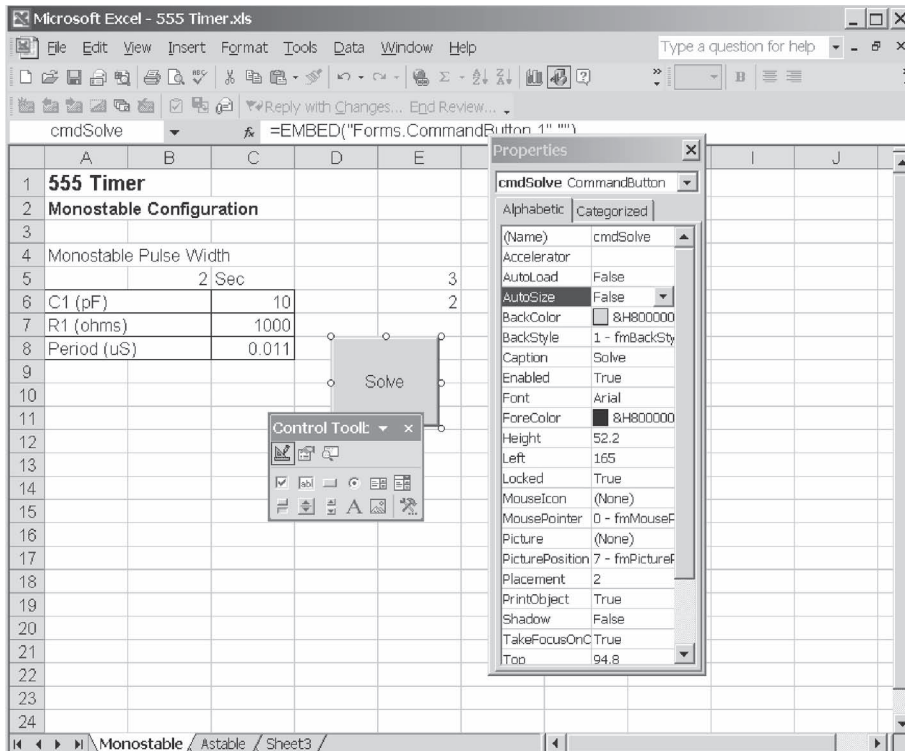 Microsoft Excel - 555 Timer.xls
File Edit View Insert Format Tools Data Window Help
Type a question for help
Reply with Changes... End Review...
cmdSolve
fx =EMBED("Forms.CommandButton.1","")
A B C D E I J
1 555 Timer
2 Monostable Configuration
3
4 Monostable Pulse Width
5 2 Sec 3
6 C1 (pF) 10 2
7 R1 (ohms) 1000
8 Period (uS) 0.011
9
10
11
12
13
14
15
16
17
18
19
20
21
22
23
24
Solve
Control Toolb
Properties
cmdSolve CommandButton
Alphabetic Categorized
(Name) cmdSolve
Accelerator
AutoLoad False
AutoSize False
BackColor &H800000
BackStyle 1 - fmBackSty
Caption Solve
Enabled True
Font Arial
ForeColor &H800000
Height 52.2
Left 165
Locked True
MouseIcon (None)
MousePointer 0 - fmMouseP
Picture (None)
PicturePosition 7 - fmPictureP
Placement 2
PrintObject True
Shadow False
TakeFocusOnC True
Top 94.8
Monostable Astable Sheet3